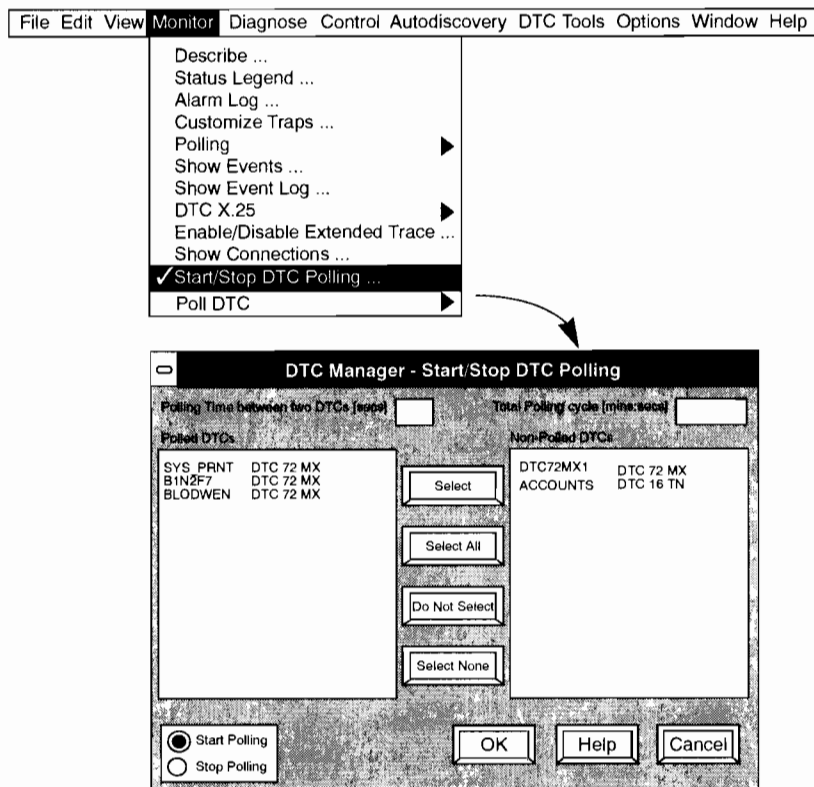 File Edit View Monitor Diagnose Control Autodiscovery DTC Tools Options Window Help
Describe ...
Status Legend ...
Alarm Log ...
Customize Traps ...
Polling
Show Events ...
Show Event Log ...
DTC X.25
Enable/Disable Extended Trace ...
Show Connections ...
✓Start/Stop DTC Polling ...
Poll DTC
DTC Manager - Start/Stop DTC Polling
Polling Time between two DTCs [secs] Total Polling cycle [mins:secs]
Polled DTCs Non-Polled DTCs
SYS_PRNT DTC 72 MX
B1N2F7 DTC 72 MX
BLODWEN DTC 72 MX
Select
Select All
Do Not Select
Select None
DTC72MX1 DTC 72 MX
ACCOUNTS DTC 16 TN
Start Polling
Stop Polling
OK Help Cancel